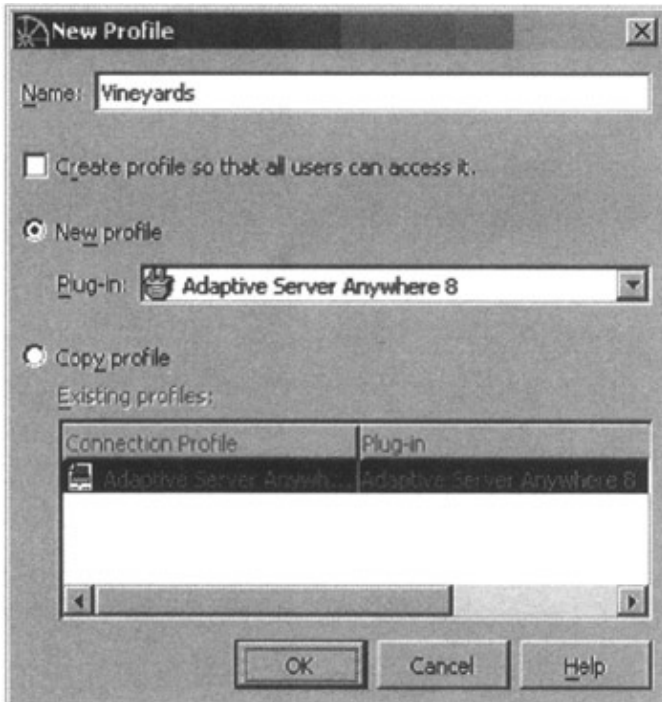 New Profile
Name: Vineyards
Create profile so that all users can access it.
New profile
Plug-in: Adaptive Server Anywhere 8
Copy profile
Existing profiles:
Connection Profile Plug-in
Adaptive Server Anywh... Adaptive Server Anywhere 8
OK Cancel Help